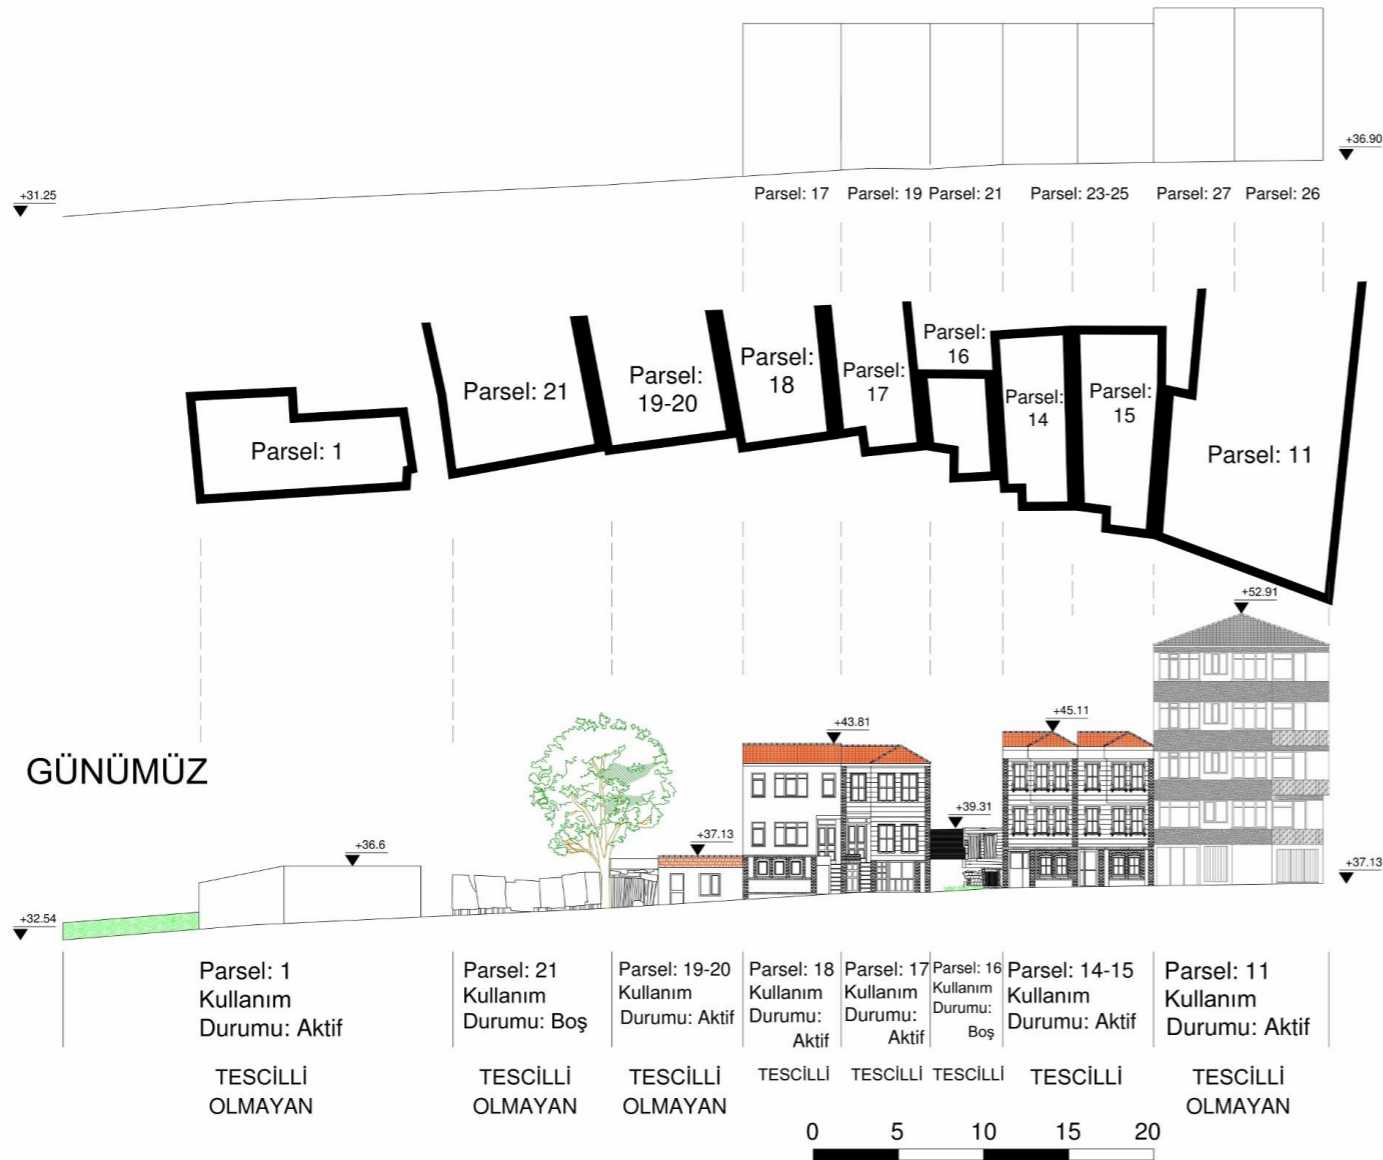 +36.90
+31.25
Parsel: 17
Parsel: 19
Parsel: 21
Parsel: 23-25
Parsel: 27
Parsel: 26
Parsel: 1
Parsel: 21
Parsel:
19-20
Parsel:
18
Parsel:
17
Parsel:
16
Parsel:
14
Parsel:
15
Parsel: 11
GÜNÜMÜZ
+32.54
+36.6
+37.13
+43.81
+39.31
+45.11
+52.91
+37.13
Parsel: 1
Kullanım
Durumu: Aktif
TESCİLLİ
OLMAYAN
Parsel: 21
Kullanım
Durumu: Boş
TESCİLLİ
OLMAYAN
Parsel: 19-20
Kullanım
Durumu: Aktif
TESCİLLİ
OLMAYAN
Parsel: 18
Kullanım
Durumu:
Aktif
TESCİLLİ
Parsel: 17
Kullanım
Durumu:
Aktif
TESCİLLİ
Parsel: 16
Kullanım
Durumu:
Boş
TESCİLLİ
Parsel: 14-15
Kullanım
Durumu: Aktif
TESCİLLİ
Parsel: 11
Kullanım
Durumu: Aktif
TESCİLLİ
OLMAYAN
0 5 10 15 20